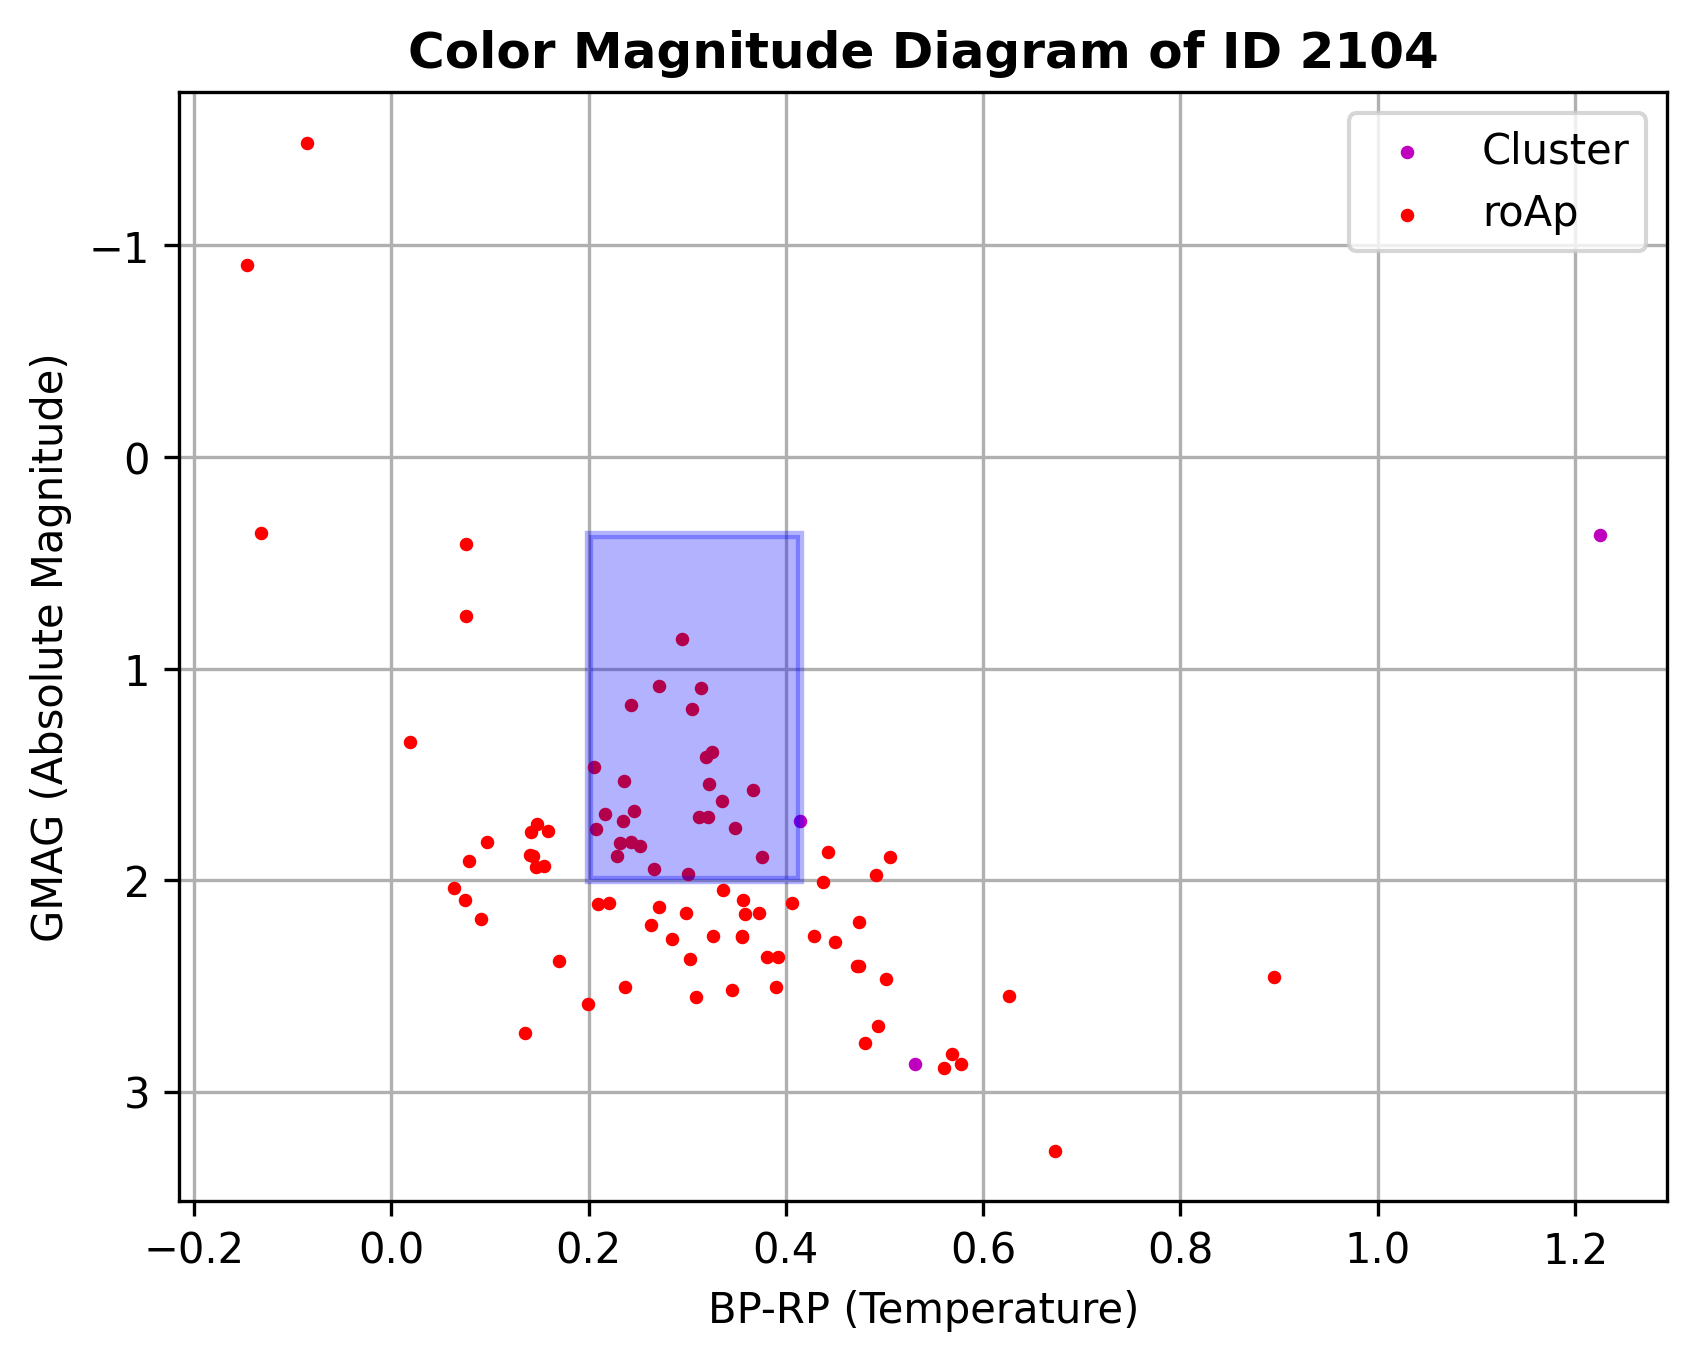 Color Magnitude Diagram of ID 2104
Cluster
roAp
GMAG (Absolute Magnitude)
−1
0
1
2
3
−0.2 0.0 0.2 0.4 0.6 0.8 1.0 1.2
BP-RP (Temperature)